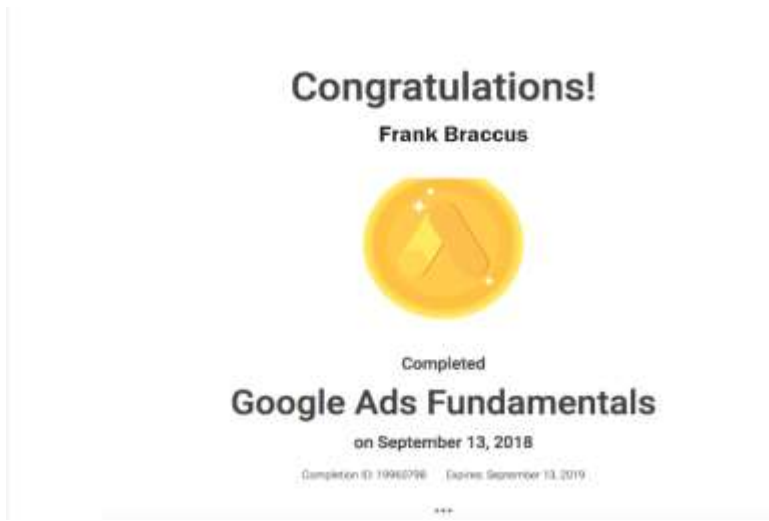 Congratulations!
Frank Braccus
Completed
Google Ads Fundamentals
on September 13, 2018
Completion ID: 19960798 Expires: September 13, 2019
...